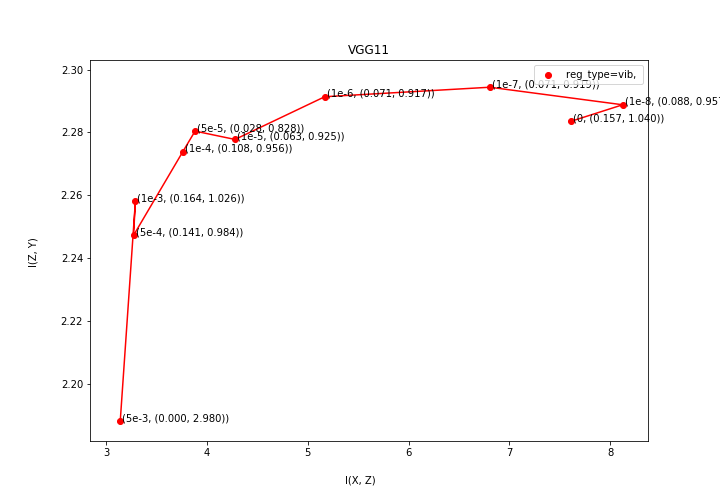 VGG11
reg_type=vib,
2.30
2.28
2.26
2.24
2.22
2.20
I(Z, Y)
(1e-7, (0.071, 0.919))
(1e-6, (0.071, 0.917))
(1e-8, (0.088, 0.957
(0, (0.157, 1.040))
(5e-5, (0.028, 0.828))
(1e-5, (0.063, 0.925))
(1e-4, (0.108, 0.956))
(1e-3, (0.164, 1.026))
(5e-4, (0.141, 0.984))
(5e-3, (0.000, 2.980))
3 4 5 6 7 8
I(X, Z)